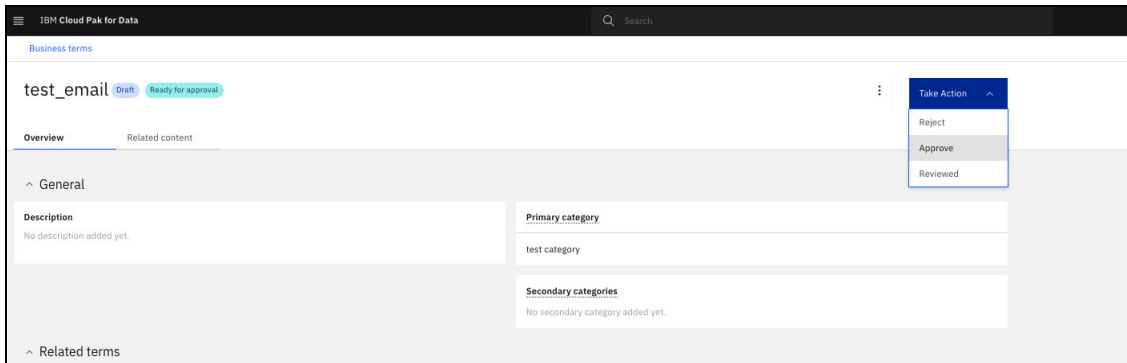 IBM Cloud Pak for Data
Search
Business terms
test_email Draft Ready for approval
Take Action
Reject
Approve
Reviewed
Overview Related content
General
Description
No description added yet.
Primary category
test category
Secondary categories
No secondary category added yet.
Related terms